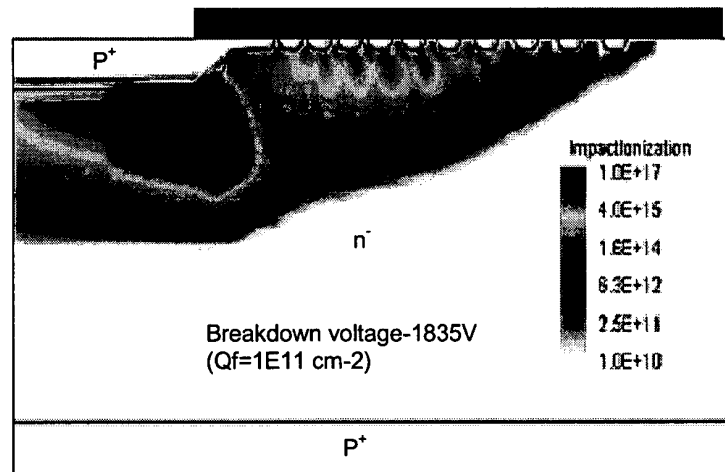 P+
Impactionization
1.0E+17
4.0E+15
1.6E+14
6.3E+12
2.5E+11
1.0E+10
n-
Breakdown voltage-1835V
(Qf=1E11 cm-2)
P+